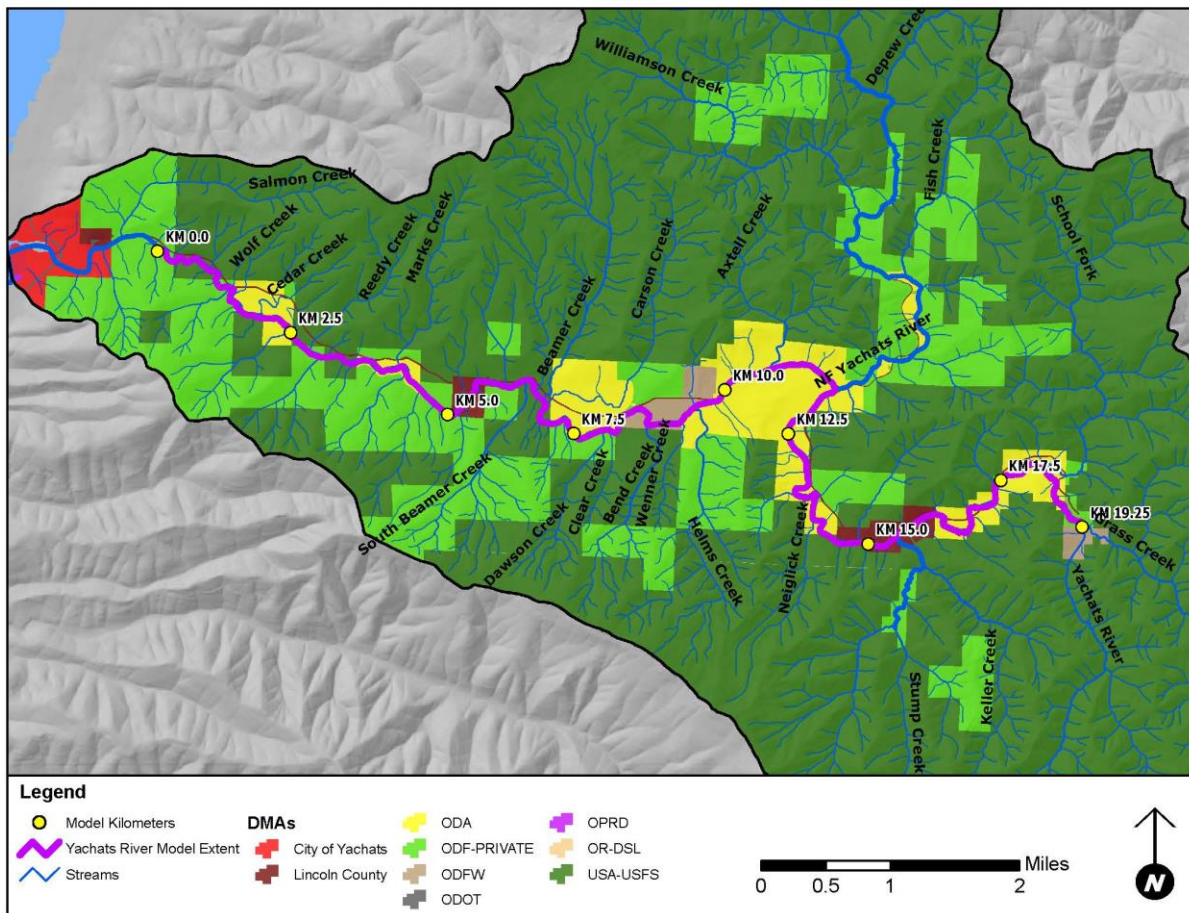 Williamson Creek
Depew Creek
Fish Creek
Salmon Creek
School Fork
Wolf Creek
Cedar Creek
Reedy Creek
Marks Creek
Carson Creek
Axtell Creek
KM 0.0
Beamer Creek
KM 2.5
NF Yachats River
KM 10.0
KM 5.0
KM 7.5
KM 12.5
KM 17.5
South Beamer Creek
Dawson Creek
Clear Creek
Bend Creek
Wenner Creek
Helms Creek
Neiglick Creek
KM 15.0
KM 19.25
Grass Creek
Yachats River
Stump Creek
Keller Creek
Legend
Model Kilometers
Yachats River Model Extent
Streams
DMAs
City of Yachats
Lincoln County
ODA
ODF-PRIVATE
ODFW
ODOT
OPRD
OR-DSL
USA-USFS
Miles
0 0.5 1 2
N